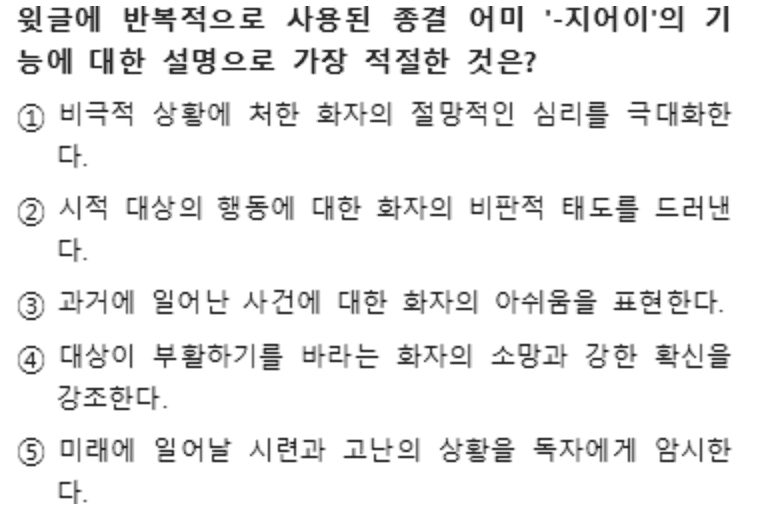 윗글에 반복적으로 사용된 종결 어미 '-지어이'의 기
능에 대한 설명으로 가장 적절한 것은?
① 비극적 상황에 처한 화자의 절망적인 심리를 극대화한
다.
② 시적 대상의 행동에 대한 화자의 비판적 태도를 드러낸
다.
③ 과거에 일어난 사건에 대한 화자의 아쉬움을 표현한다.
④ 대상이 부활하기를 바라는 화자의 소망과 강한 확신을
강조한다.
⑤ 미래에 일어날 시련과 고난의 상황을 독자에게 암시한
다.